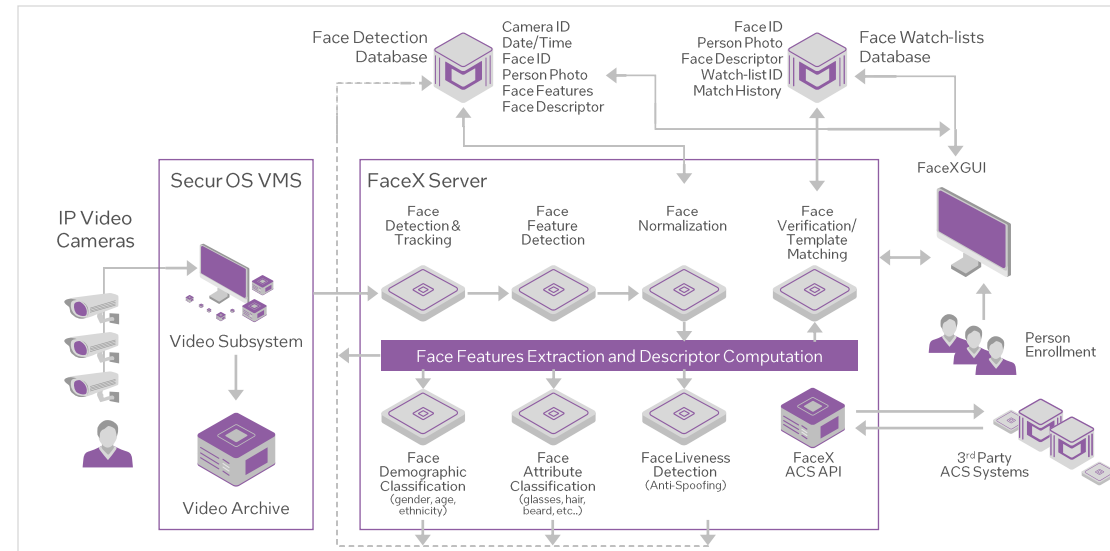 Face Detection
Database
Camera ID
Date/Time
Face ID
Person Photo
Face Features
Face Descriptor
Face ID
Person Photo
Face Descriptor
Watch-list ID
Match History
Face Watch-lists
Database
IP Video
Cameras
SecurOS VMS
Video Subsystem
Video Archive
FaceX Server
Face
Detection &
Tracking
Face
Feature
Detection
Face
Normalization
Face
Verification/
Template
Matching
Face Features Extraction and Descriptor Computation
Face
Demographic
Classification
(gender, age,
ethnicity)
Face
Attribute
Classification
(glasses, hair,
beard, etc..,)
Face Liveness
Detection
(Anti-Spoofing)
FaceX
ACS API
FaceX GUI
Person
Enrollment
3rd Party
ACS Systems